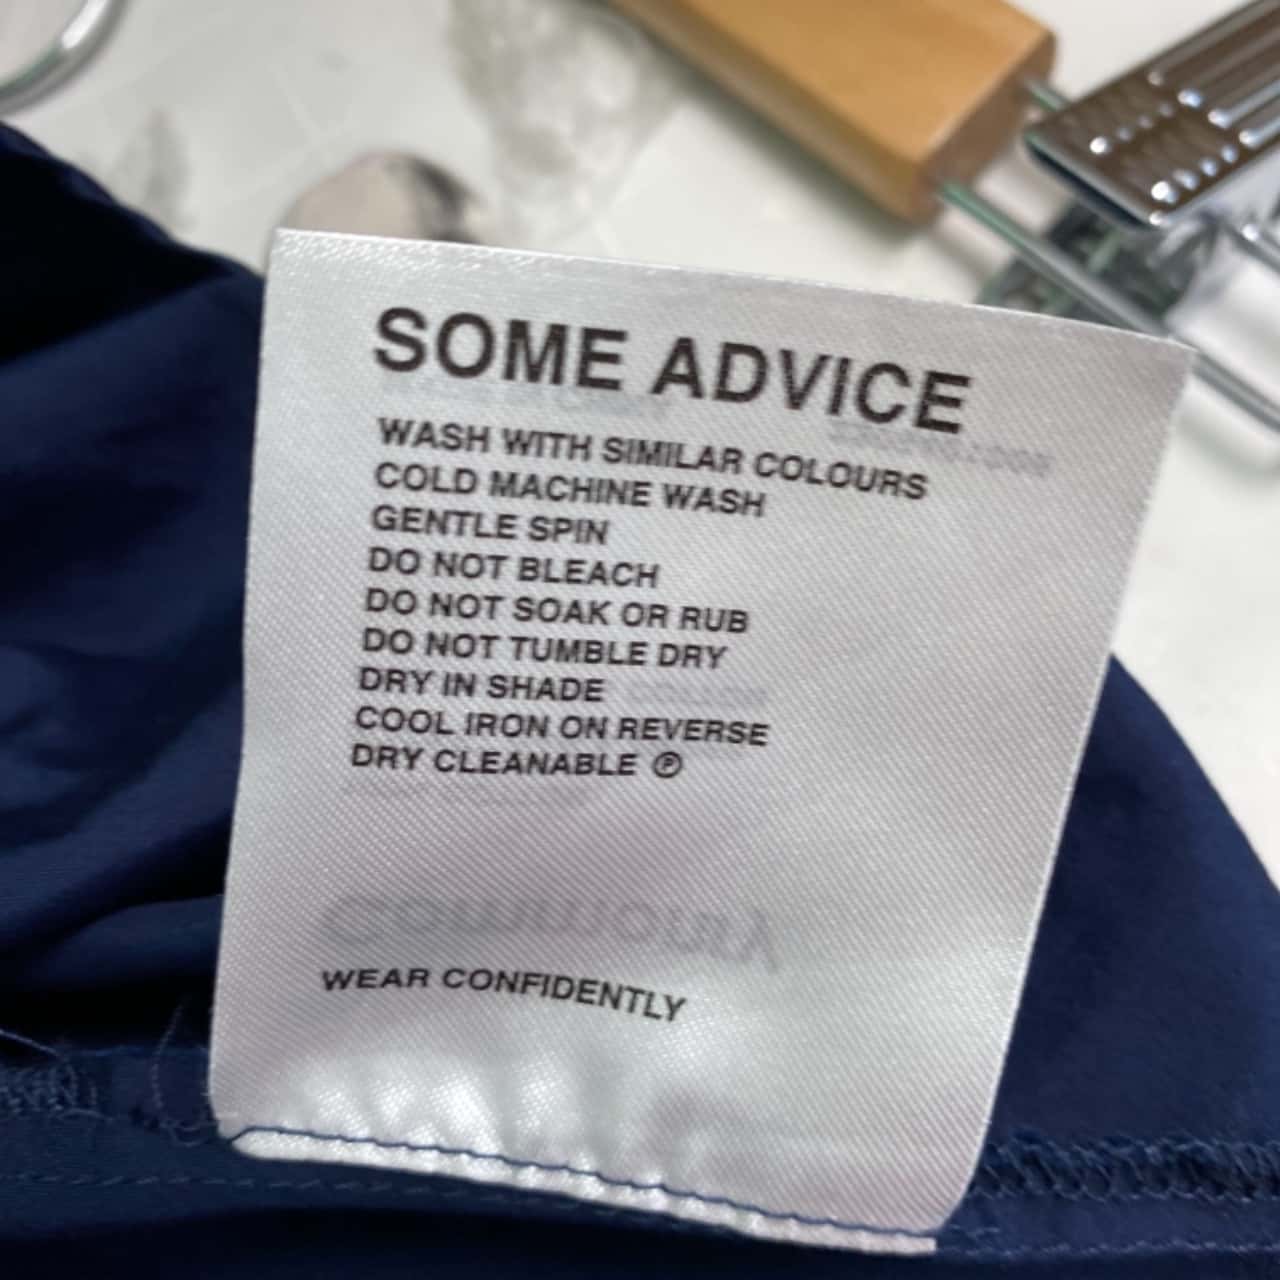 SOME ADVICE
WASH WITH SIMILAR COLOURS
COLD MACHINE WASH
GENTLE SPIN
DO NOT BLEACH
DO NOT SOAK OR RUB
DO NOT TUMBLE DRY
DRY IN SHADE
COOL IRON ON REVERSE
DRY CLEANABLE Ⓟ
WEAR CONFIDENTLY